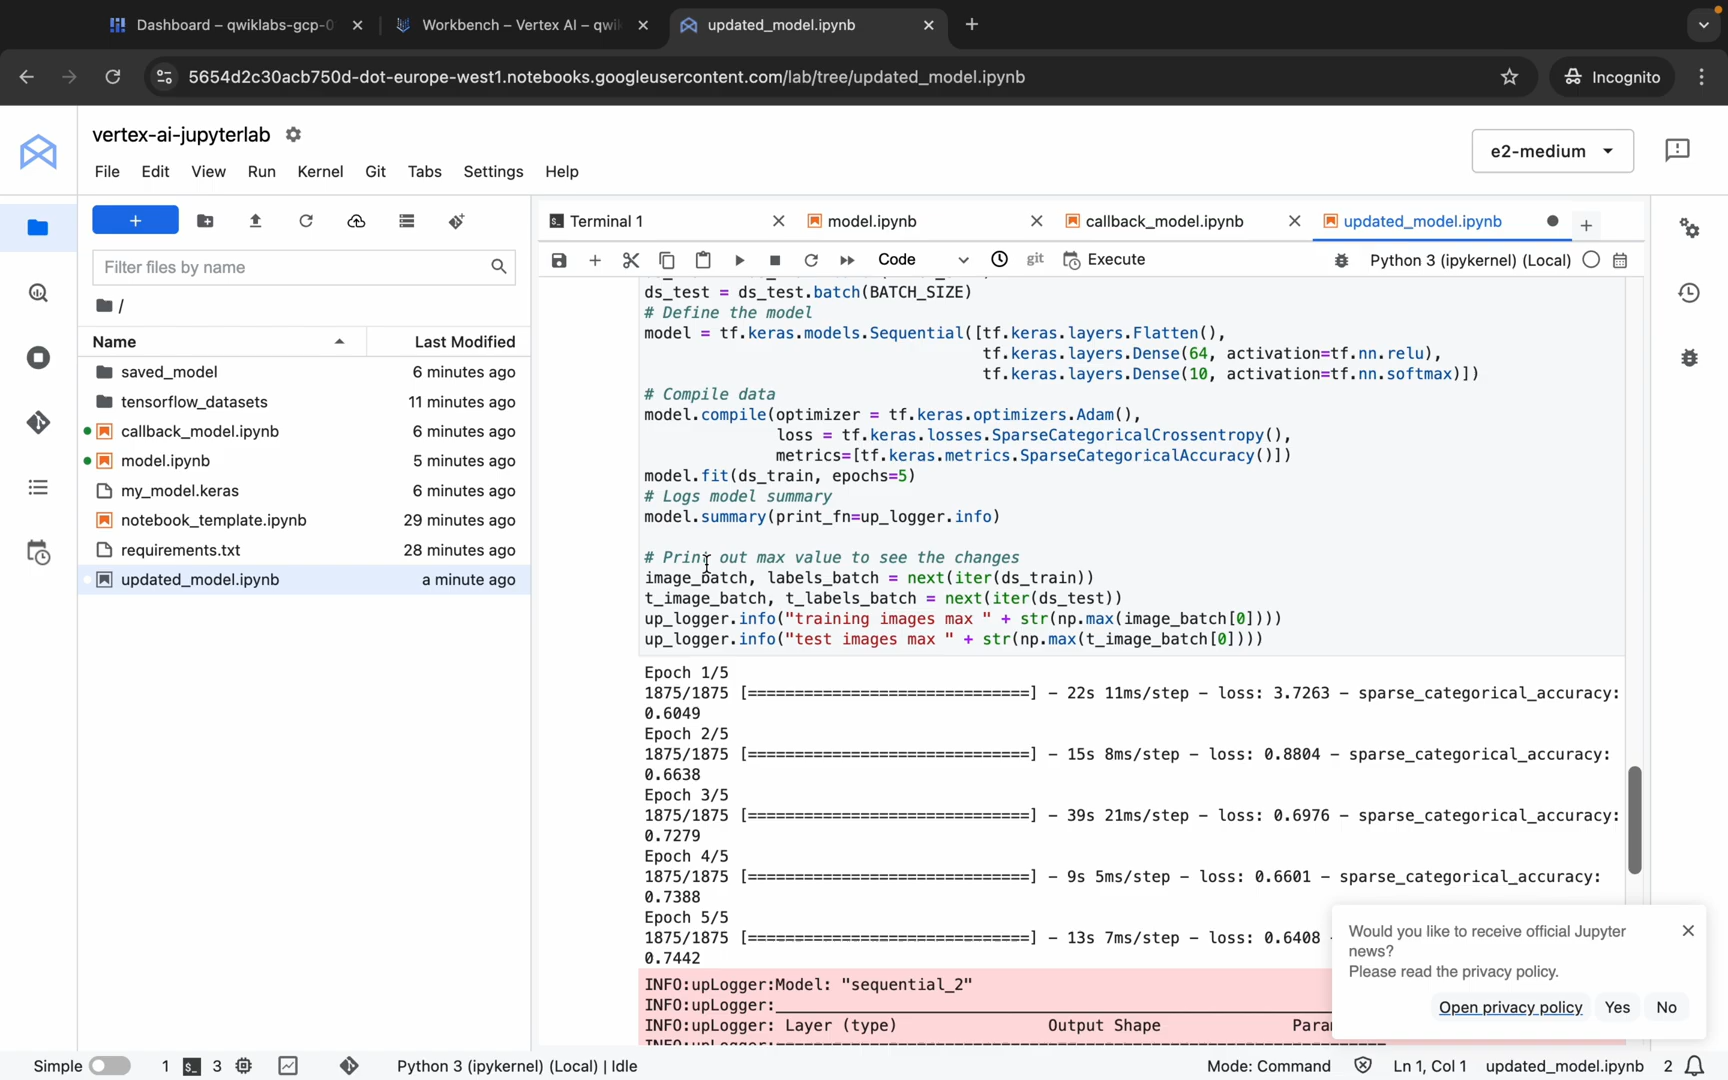 Dashboard – qwiklabs-gcp-0
Workbench – Vertex AI – qwi
updated_model.ipynb
5654d2c30acb750d-dot-europe-west1.notebooks.googleusercontent.com/lab/tree/updated_model.ipynb
Incognito
vertex-ai-jupyterlab
e2-medium
File Edit View Run Kernel Git Tabs Settings Help
Filter files by name
/
Name Last Modified
saved_model 6 minutes ago
tensorflow_datasets 11 minutes ago
callback_model.ipynb 6 minutes ago
model.ipynb 5 minutes ago
my_model.keras 6 minutes ago
notebook_template.ipynb 29 minutes ago
requirements.txt 28 minutes ago
updated_model.ipynb a minute ago
Terminal 1 model.ipynb callback_model.ipynb updated_model.ipynb
Code git Execute Python 3 (ipykernel) (Local)
ds_test = ds_test.batch(BATCH_SIZE)
# Define the model
model = tf.keras.models.Sequential([tf.keras.layers.Flatten(),
tf.keras.layers.Dense(64, activation=tf.nn.relu),
tf.keras.layers.Dense(10, activation=tf.nn.softmax)])
# Compile data
model.compile(optimizer = tf.keras.optimizers.Adam(),
loss = tf.keras.losses.SparseCategoricalCrossentropy(),
metrics=[tf.keras.metrics.SparseCategoricalAccuracy()])
model.fit(ds_train, epochs=5)
# Logs model summary
model.summary(print_fn=up_logger.info)
# Print out max value to see the changes
image_batch, labels_batch = next(iter(ds_train))
t_image_batch, t_labels_batch = next(iter(ds_test))
up_logger.info("training images max " + str(np.max(image_batch[0])))
up_logger.info("test images max " + str(np.max(t_image_batch[0])))
Epoch 1/5
1875/1875 [==============================] - 22s 11ms/step - loss: 3.7263 - sparse_categorical_accuracy:
0.6049
Epoch 2/5
1875/1875 [==============================] - 15s 8ms/step - loss: 0.8804 - sparse_categorical_accuracy:
0.6638
Epoch 3/5
1875/1875 [==============================] - 39s 21ms/step - loss: 0.6976 - sparse_categorical_accuracy:
0.7279
Epoch 4/5
1875/1875 [==============================] - 9s 5ms/step - loss: 0.6601 - sparse_categorical_accuracy:
0.7388
Epoch 5/5
1875/1875 [==============================] - 13s 7ms/step - loss: 0.6408
0.7442
INFO:upLogger:Model: "sequential_2"
INFO:upLogger:_________________________________________________________________
INFO:upLogger: Layer (type) Output Shape Para
Would you like to receive official Jupyter
news?
Please read the privacy policy.
Open privacy policy Yes No
Simple 1 3 Python 3 (ipykernel) (Local) | Idle Mode: Command Ln 1, Col 1 updated_model.ipynb 2